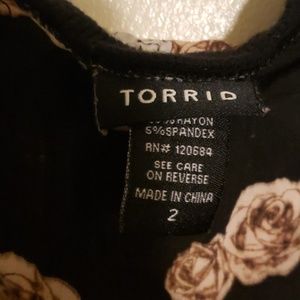 TORRID
RAYON
5%SPANDEX
RN# 120684
SEE CARE
ON REVERSE
MADE IN CHINA
2